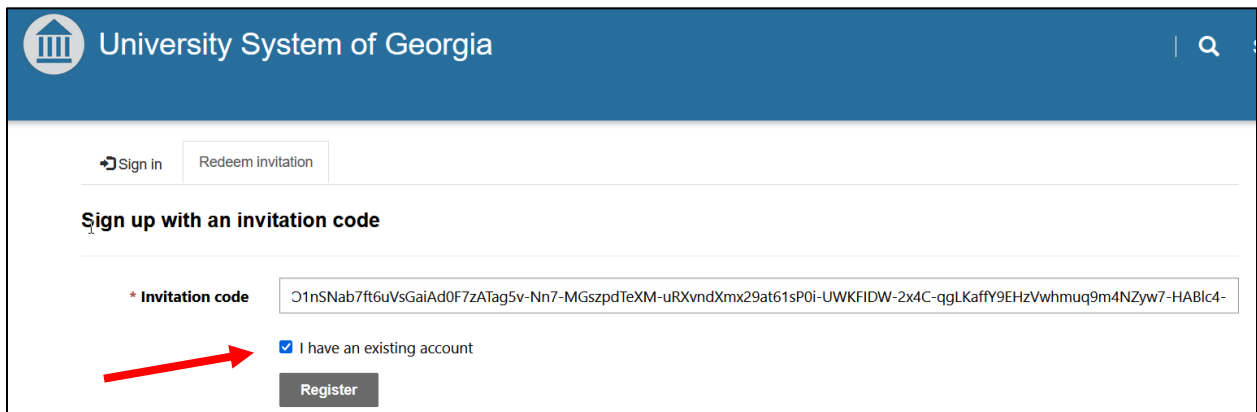 University System of Georgia
Sign in
Redeem invitation
Sign up with an invitation code
* Invitation code
O1nSNab7ft6uVsGaiAd0F7zATag5v-Nn7-MGszpdTeXM-uRXvndXmx29at61sP0i-UWKFIDW-2x4C-qgLKaffY9EHzVwhmuq9m4NZyw7-HABlc4-
I have an existing account
Register